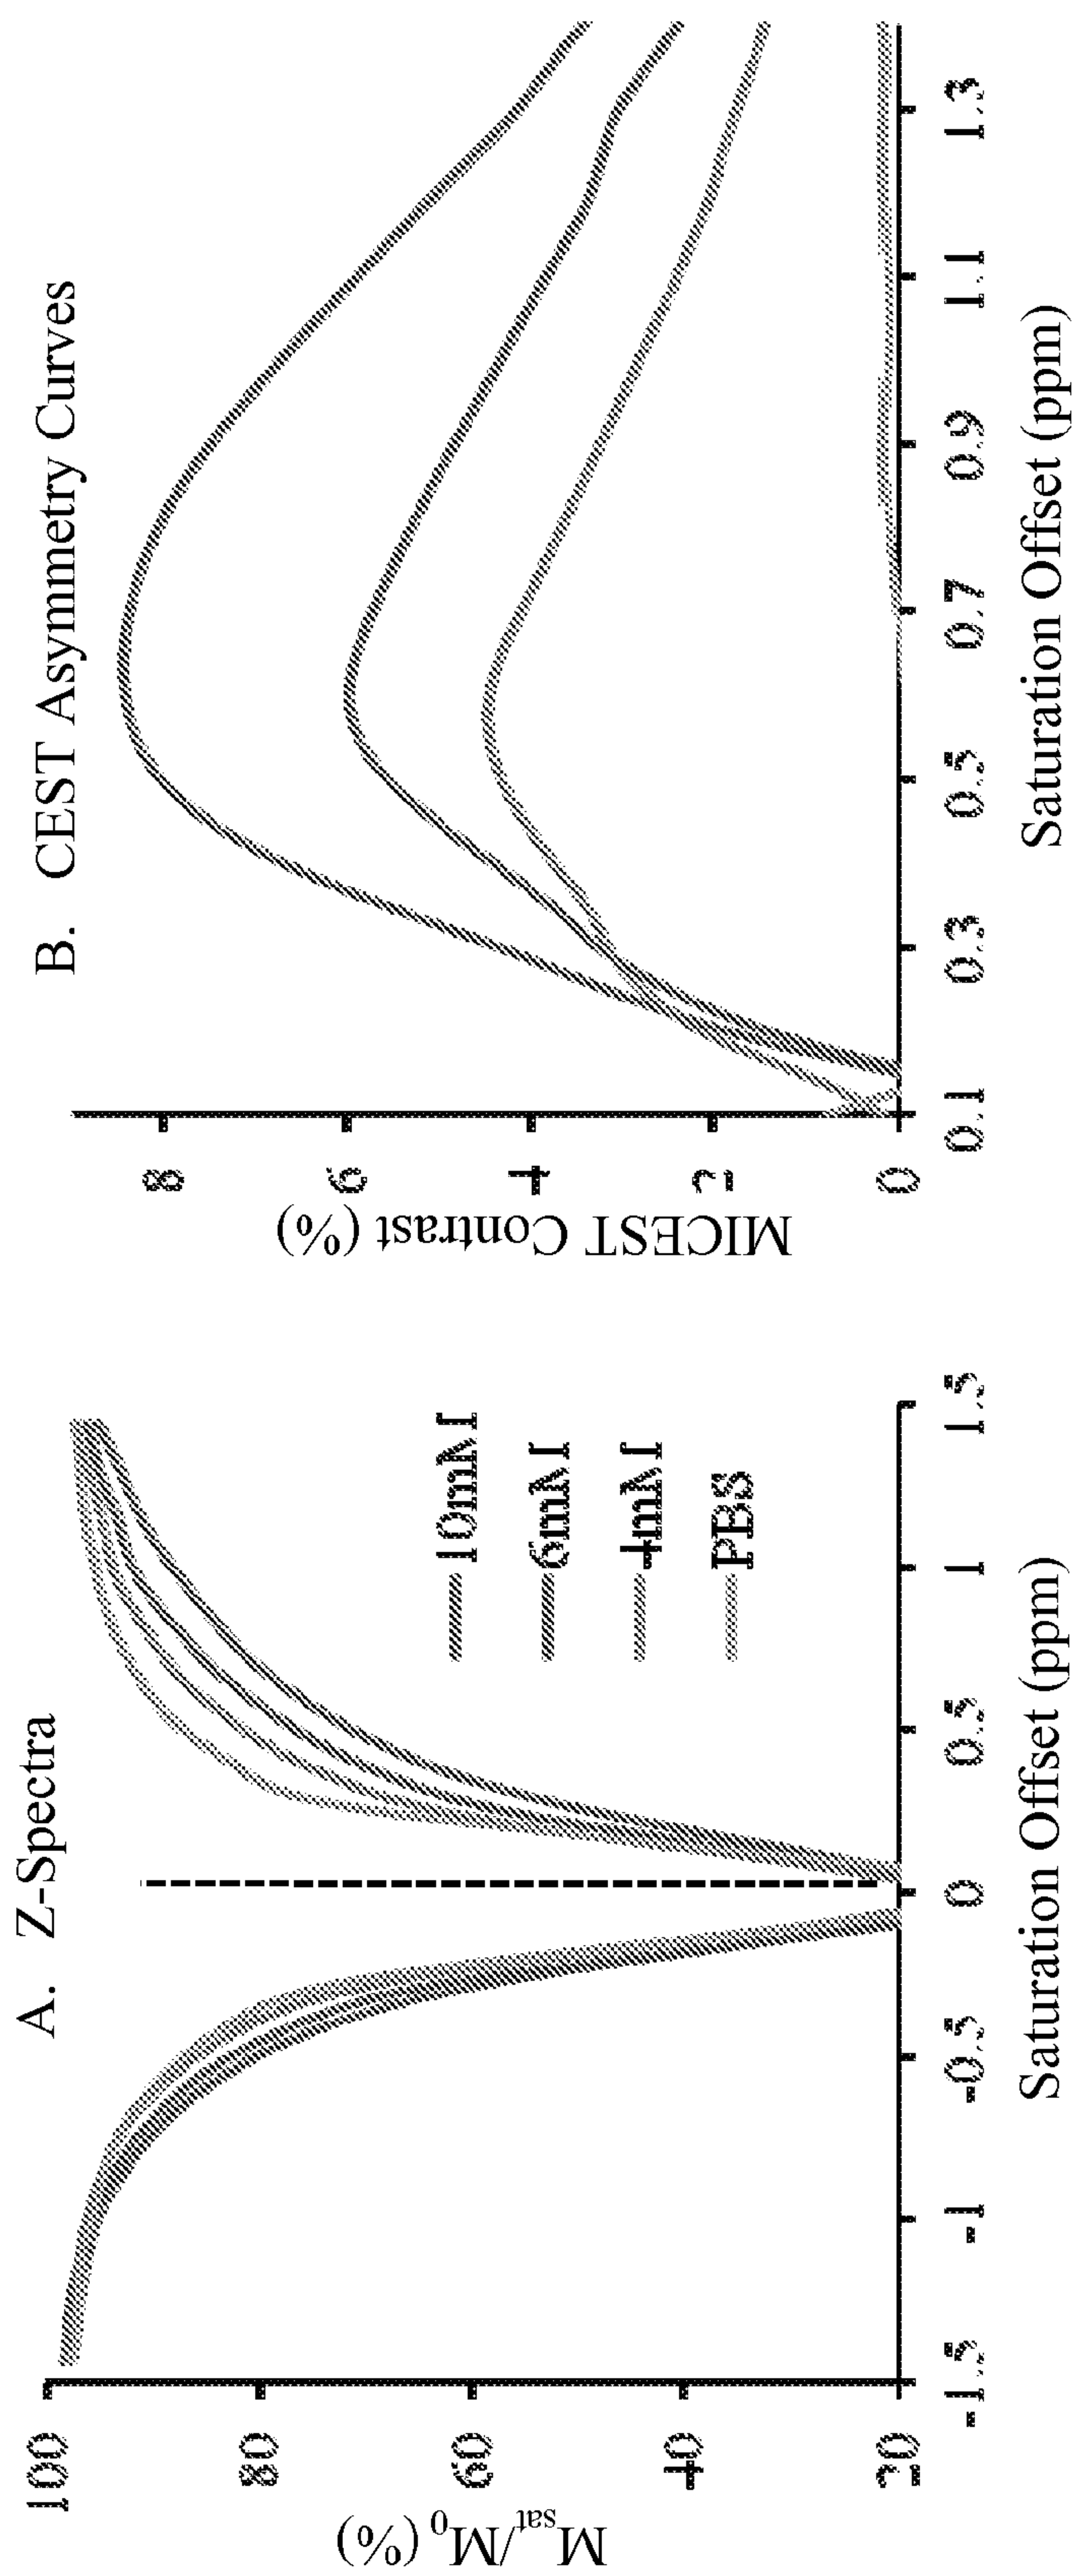 A. Z-Spectra
M_sat/M_0 (%)
100
80
60
40
20
-1.5
-1
-0.5
0
0.5
1
1.5
Saturation Offset (ppm)
10mM
6mM
4mM
PBS
B. CEST Asymmetry Curves
MICEST Contrast (%)
8
6
4
2
0
0.1
0.3
0.5
0.7
0.9
1.1
1.3
Saturation Offset (ppm)